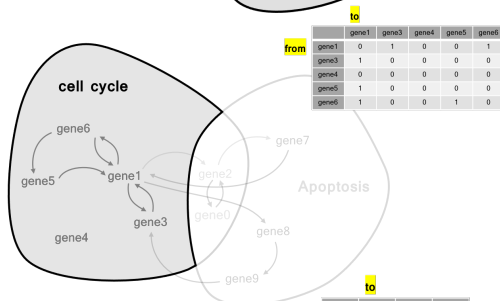 to
from
gene1 gene3 gene4 gene5 gene6
gene1 0 1 0 0 1
gene3 1 0 0 0 0
gene4 0 0 0 0 0
gene5 1 0 0 0 0
gene6 1 0 0 1 0
cell cycle
gene6
gene7
gene5
gene1
gene2
Apoptosis
gene0
gene3
gene4
gene8
gene9
to